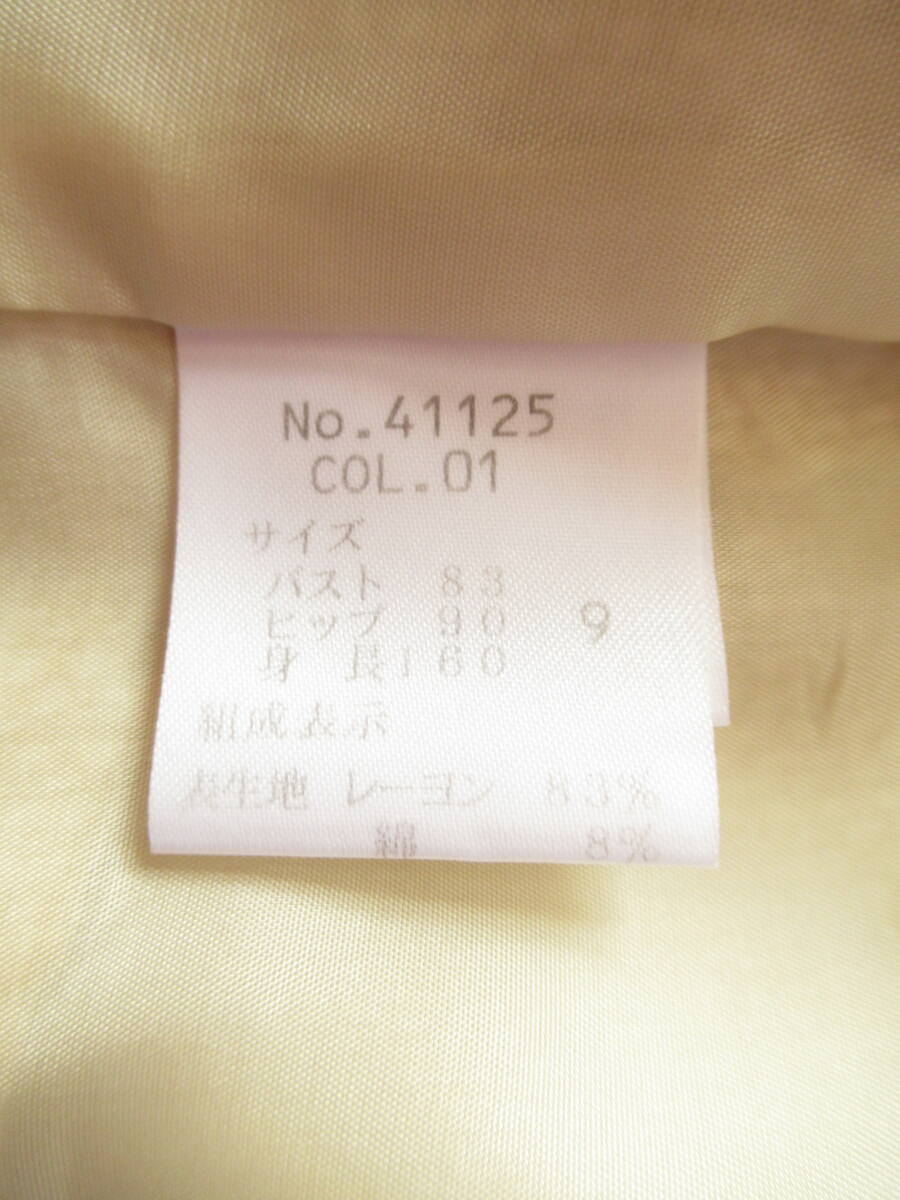 No.41125
COL.01
サイズ
バスト 83
ヒップ 90 9
身 長160
組成表示
表生地 レーヨン 83%
綿 8%